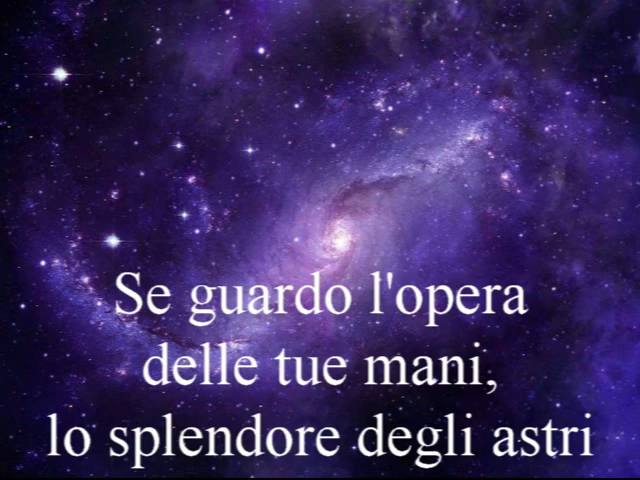 Se guardo l'opera
delle tue mani,
lo splendore degli astri